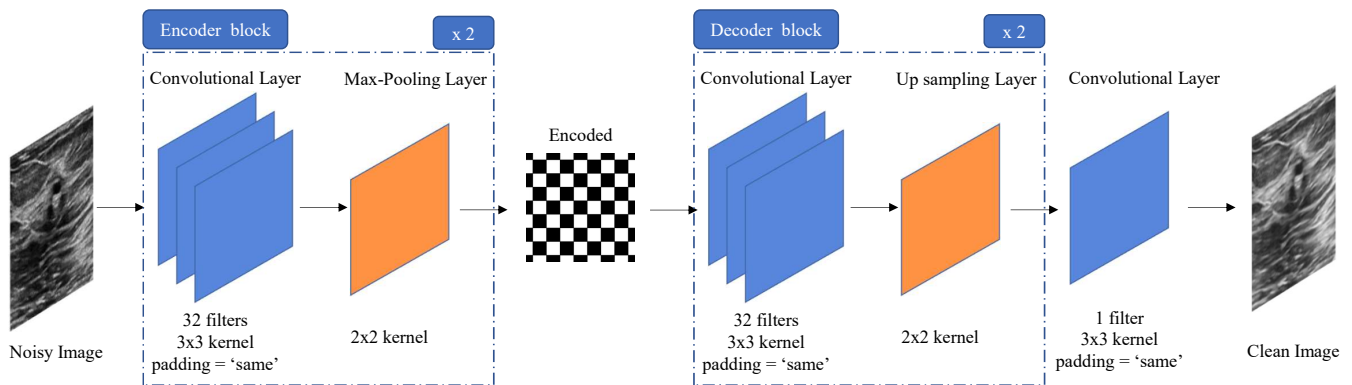 Encoder block
x 2
Decoder block
x 2
Convolutional Layer
Max-Pooling Layer
Convolutional Layer
Up sampling Layer
Convolutional Layer
Encoded
32 filters
3x3 kernel
padding = ‘same’
2x2 kernel
32 filters
3x3 kernel
padding = ‘same’
2x2 kernel
1 filter
3x3 kernel
padding = ‘same’
Noisy Image
Clean Image